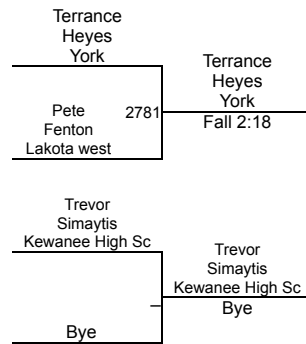 Terrance
Heyes
York
Terrance
Heyes
York
Pete
Fenton
Lakota west
2781
Fall 2:18
Trevor
Simaytis
Kewanee High Sc
Trevor
Simaytis
Kewanee High Sc
Bye
Bye